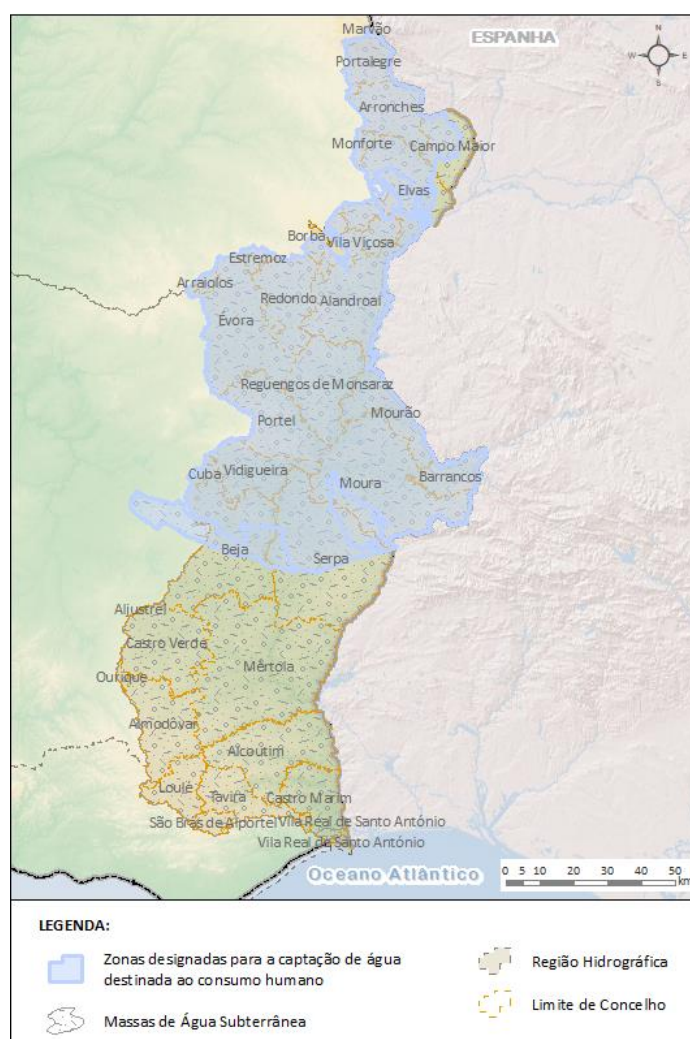 Marvão
ESPANHA
N
W
E
S
Portalegre
Arronches
Monforte
Campo Maior
Elvas
Borba
Vila Viçosa
Estremoz
Arraiolos
Redondo
Alandroal
Évora
Reguengos de Monsaraz
Mourão
Portel
Cuba
Vidigueira
Moura
Barrancos
Beja
Serpa
Aljustrel
Castro Verde
Mértola
Ourique
Almodôvar
Alcoutim
Loulé
Tavira
Castro Marim
São Brás de Alportel
Vila Real de Santo António
Vila Real de Santo António
Oceano Atlântico
0 5 10 20 30 40 50
km
LEGENDA:
Zonas designadas para a captação de água
destinada ao consumo humano
Região Hidrográfica
Massas de Água Subterrânea
Limite de Concelho